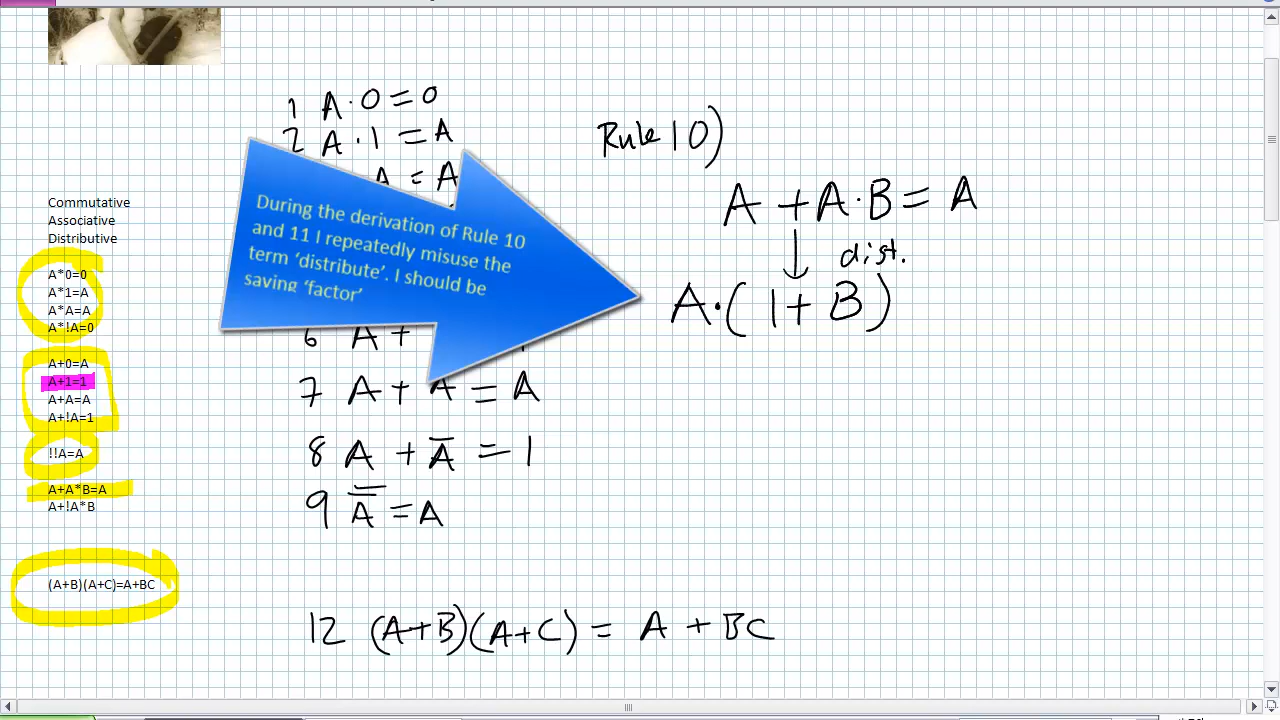 Commutative
Associative
Distributive
A*0=0
A*1=A
A*A=A
A*!A=0
A+0=A
A+1=1
A+A=A
A+!A=1
!!A=A
A+A*B=A
A+!A*B
(A+B)(A+C)=A+BC
1 A·0=0
2 A·1=A
A = A
During the derivation of Rule 10
and 11 I repeatedly misuse the
term 'distribute'. I should be
saying 'factor'
6 A+
7 A+A=A
8 A+A̅=1
9 A̿=A
12 (A+B)(A+C)= A+BC
Rule 10)
A+A·B=A
dist.
A·(1+B)